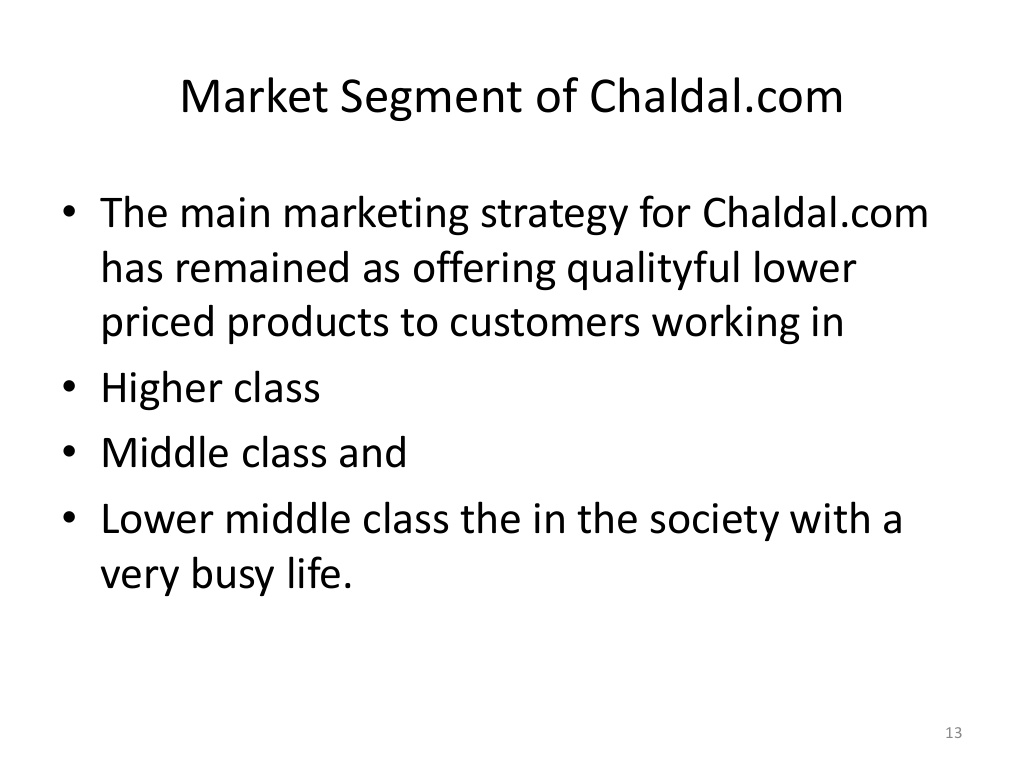 Market Segment of Chaldal.com
• The main marketing strategy for Chaldal.com
has remained as offering qualityful lower
priced products to customers working in
• Higher class
• Middle class and
• Lower middle class the in the society with a
very busy life.
13